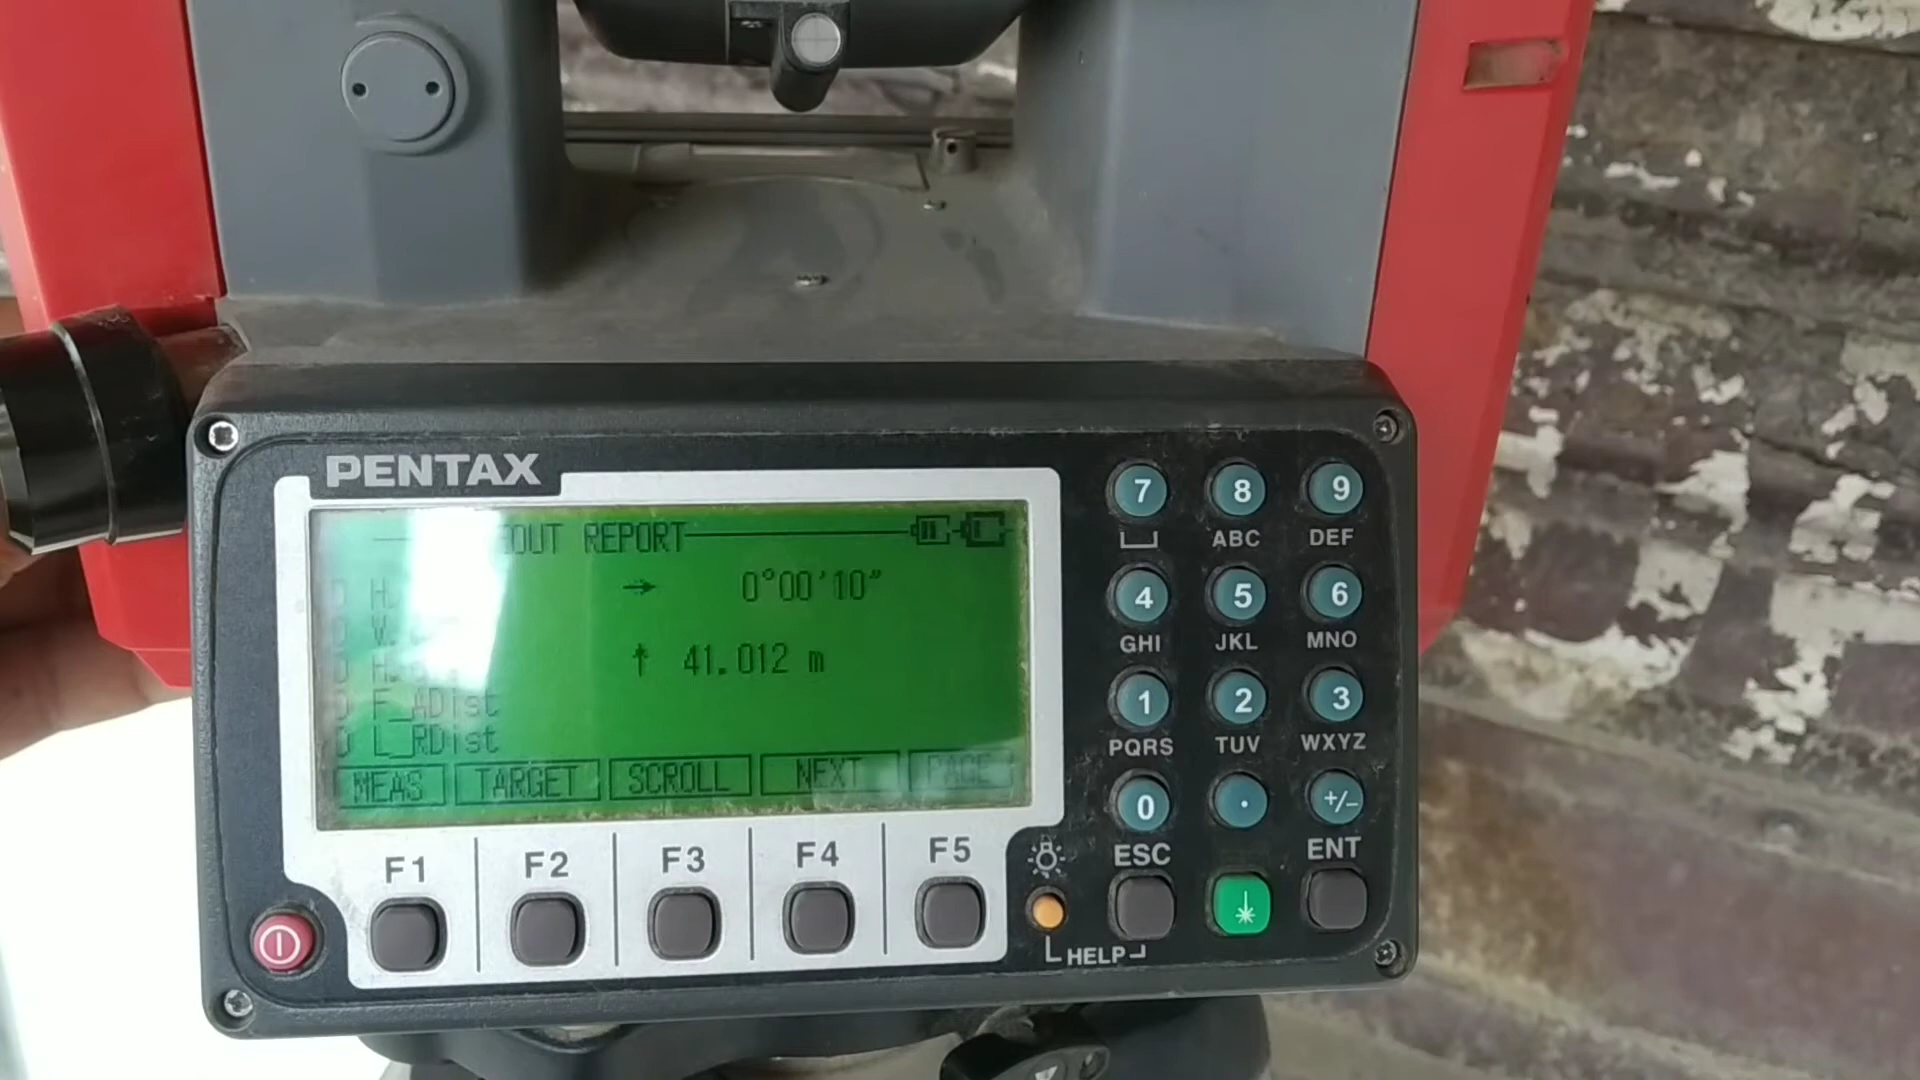 PENTAX
EOUT REPORT
H. → 0°00'10"
V.
H. ↑ 41.012 m
F_ADist
L_RDist
MEAS TARGET SCROLL NEXT PAGE
F1 F2 F3 F4 F5
7 8 9
ABC DEF
4 5 6
GHI JKL MNO
1 2 3
PQRS TUV WXYZ
0 . +/-
ESC ENT
HELP